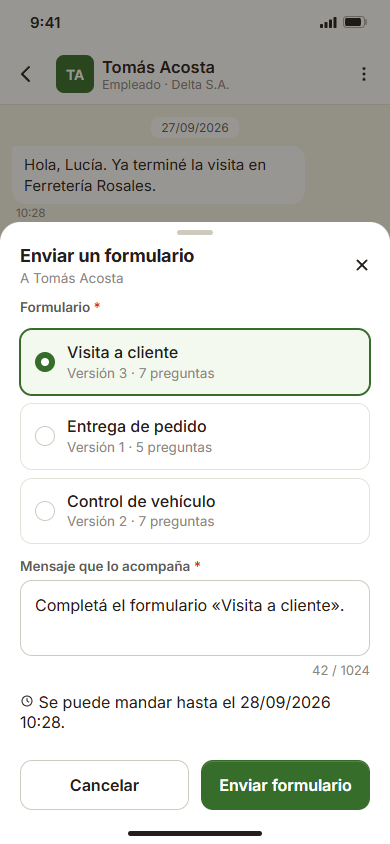 9:41
TA
Tomás Acosta
Empleado · Delta S.A.
27/09/2026
Hola, Lucía. Ya terminé la visita en
Ferretería Rosales.
10:28
Enviar un formulario
A Tomás Acosta
Formulario *
Visita a cliente
Versión 3 · 7 preguntas
Entrega de pedido
Versión 1 · 5 preguntas
Control de vehículo
Versión 2 · 7 preguntas
Mensaje que lo acompaña *
Completá el formulario «Visita a cliente».
42 / 1024
Se puede mandar hasta el 28/09/2026
10:28.
Cancelar
Enviar formulario